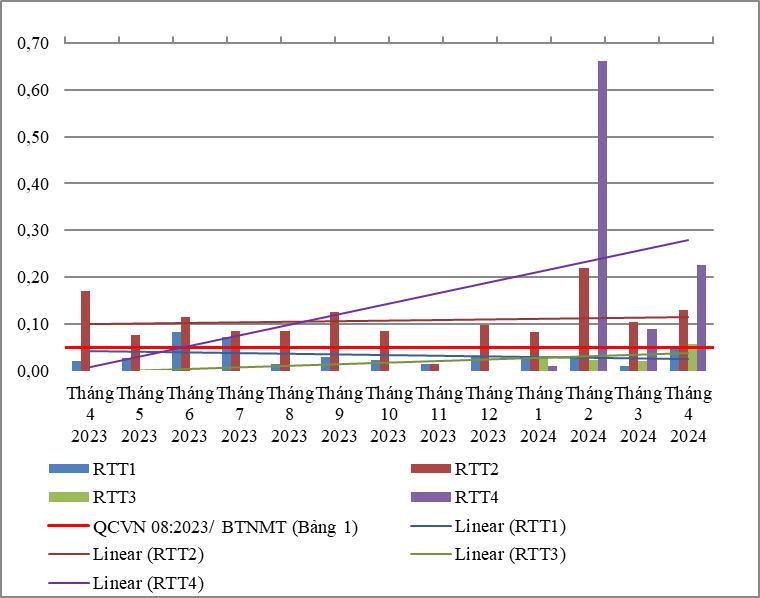 0,70
0,60
0,50
0,40
0,30
0,20
0,10
0,00
Tháng 4 2023
Tháng 5 2023
Tháng 6 2023
Tháng 7 2023
Tháng 8 2023
Tháng 9 2023
Tháng 10 2023
Tháng 11 2023
Tháng 12 2023
Tháng 1 2024
Tháng 2 2024
Tháng 3 2024
Tháng 4 2024
RTT1
RTT2
RTT3
RTT4
QCVN 08:2023/ BTNMT (Bảng 1)
Linear (RTT1)
Linear (RTT2)
Linear (RTT3)
Linear (RTT4)